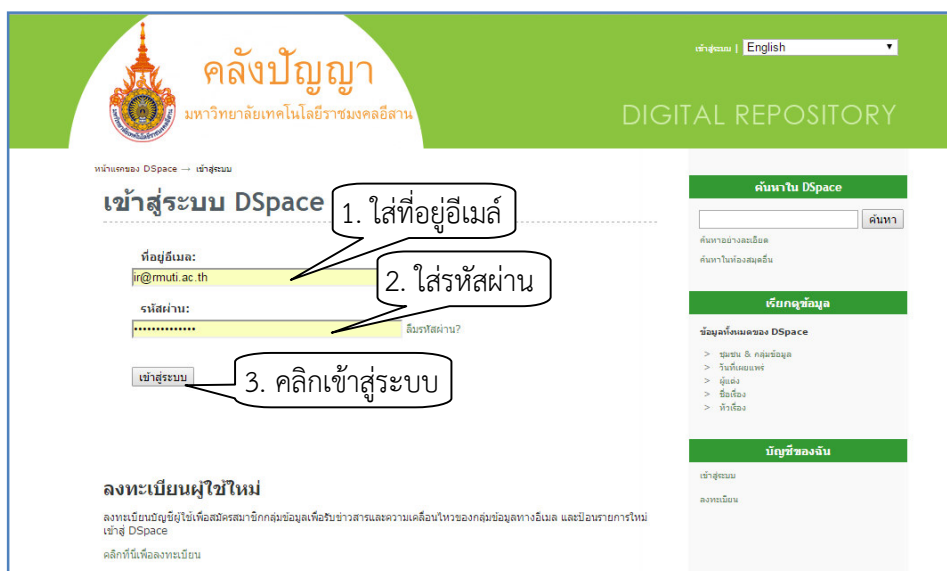 เข้าสู่ระบบ | English
คลังปัญญา
มหาวิทยาลัยเทคโนโลยีราชมงคลอีสาน
DIGITAL REPOSITORY
หน้าแรกของ DSpace → เข้าสู่ระบบ
เข้าสู่ระบบ DSpace
1. ใส่ที่อยู่อีเมล์
ที่อยู่อีเมล:
ir@rmuti.ac.th
2. ใส่รหัสผ่าน
รหัสผ่าน:
••••••••••••••
ลืมรหัสผ่าน?
เข้าสู่ระบบ
3. คลิกเข้าสู่ระบบ
ลงทะเบียนผู้ใช้ใหม่
ลงทะเบียนบัญชีผู้ใช้เพื่อสมัครสมาชิกกลุ่มข้อมูลเพื่อรับข่าวสารและความเคลื่อนไหวของกลุ่มข้อมูลทางอีเมล และป้อนรายการใหม่
เข้าสู่ DSpace
คลิกที่นี่เพื่อลงทะเบียน
ค้นหาใน DSpace
ค้นหา
ค้นหาอย่างละเอียด
ค้นหาในห้องสมุดอื่น
เรียกดูข้อมูล
ข้อมูลทั้งหมดของ DSpace
> ชุมชน & กลุ่มข้อมูล
> วันที่เผยแพร่
> ผู้แต่ง
> ชื่อเรื่อง
> หัวเรื่อง
บัญชีของฉัน
เข้าสู่ระบบ
ลงทะเบียน